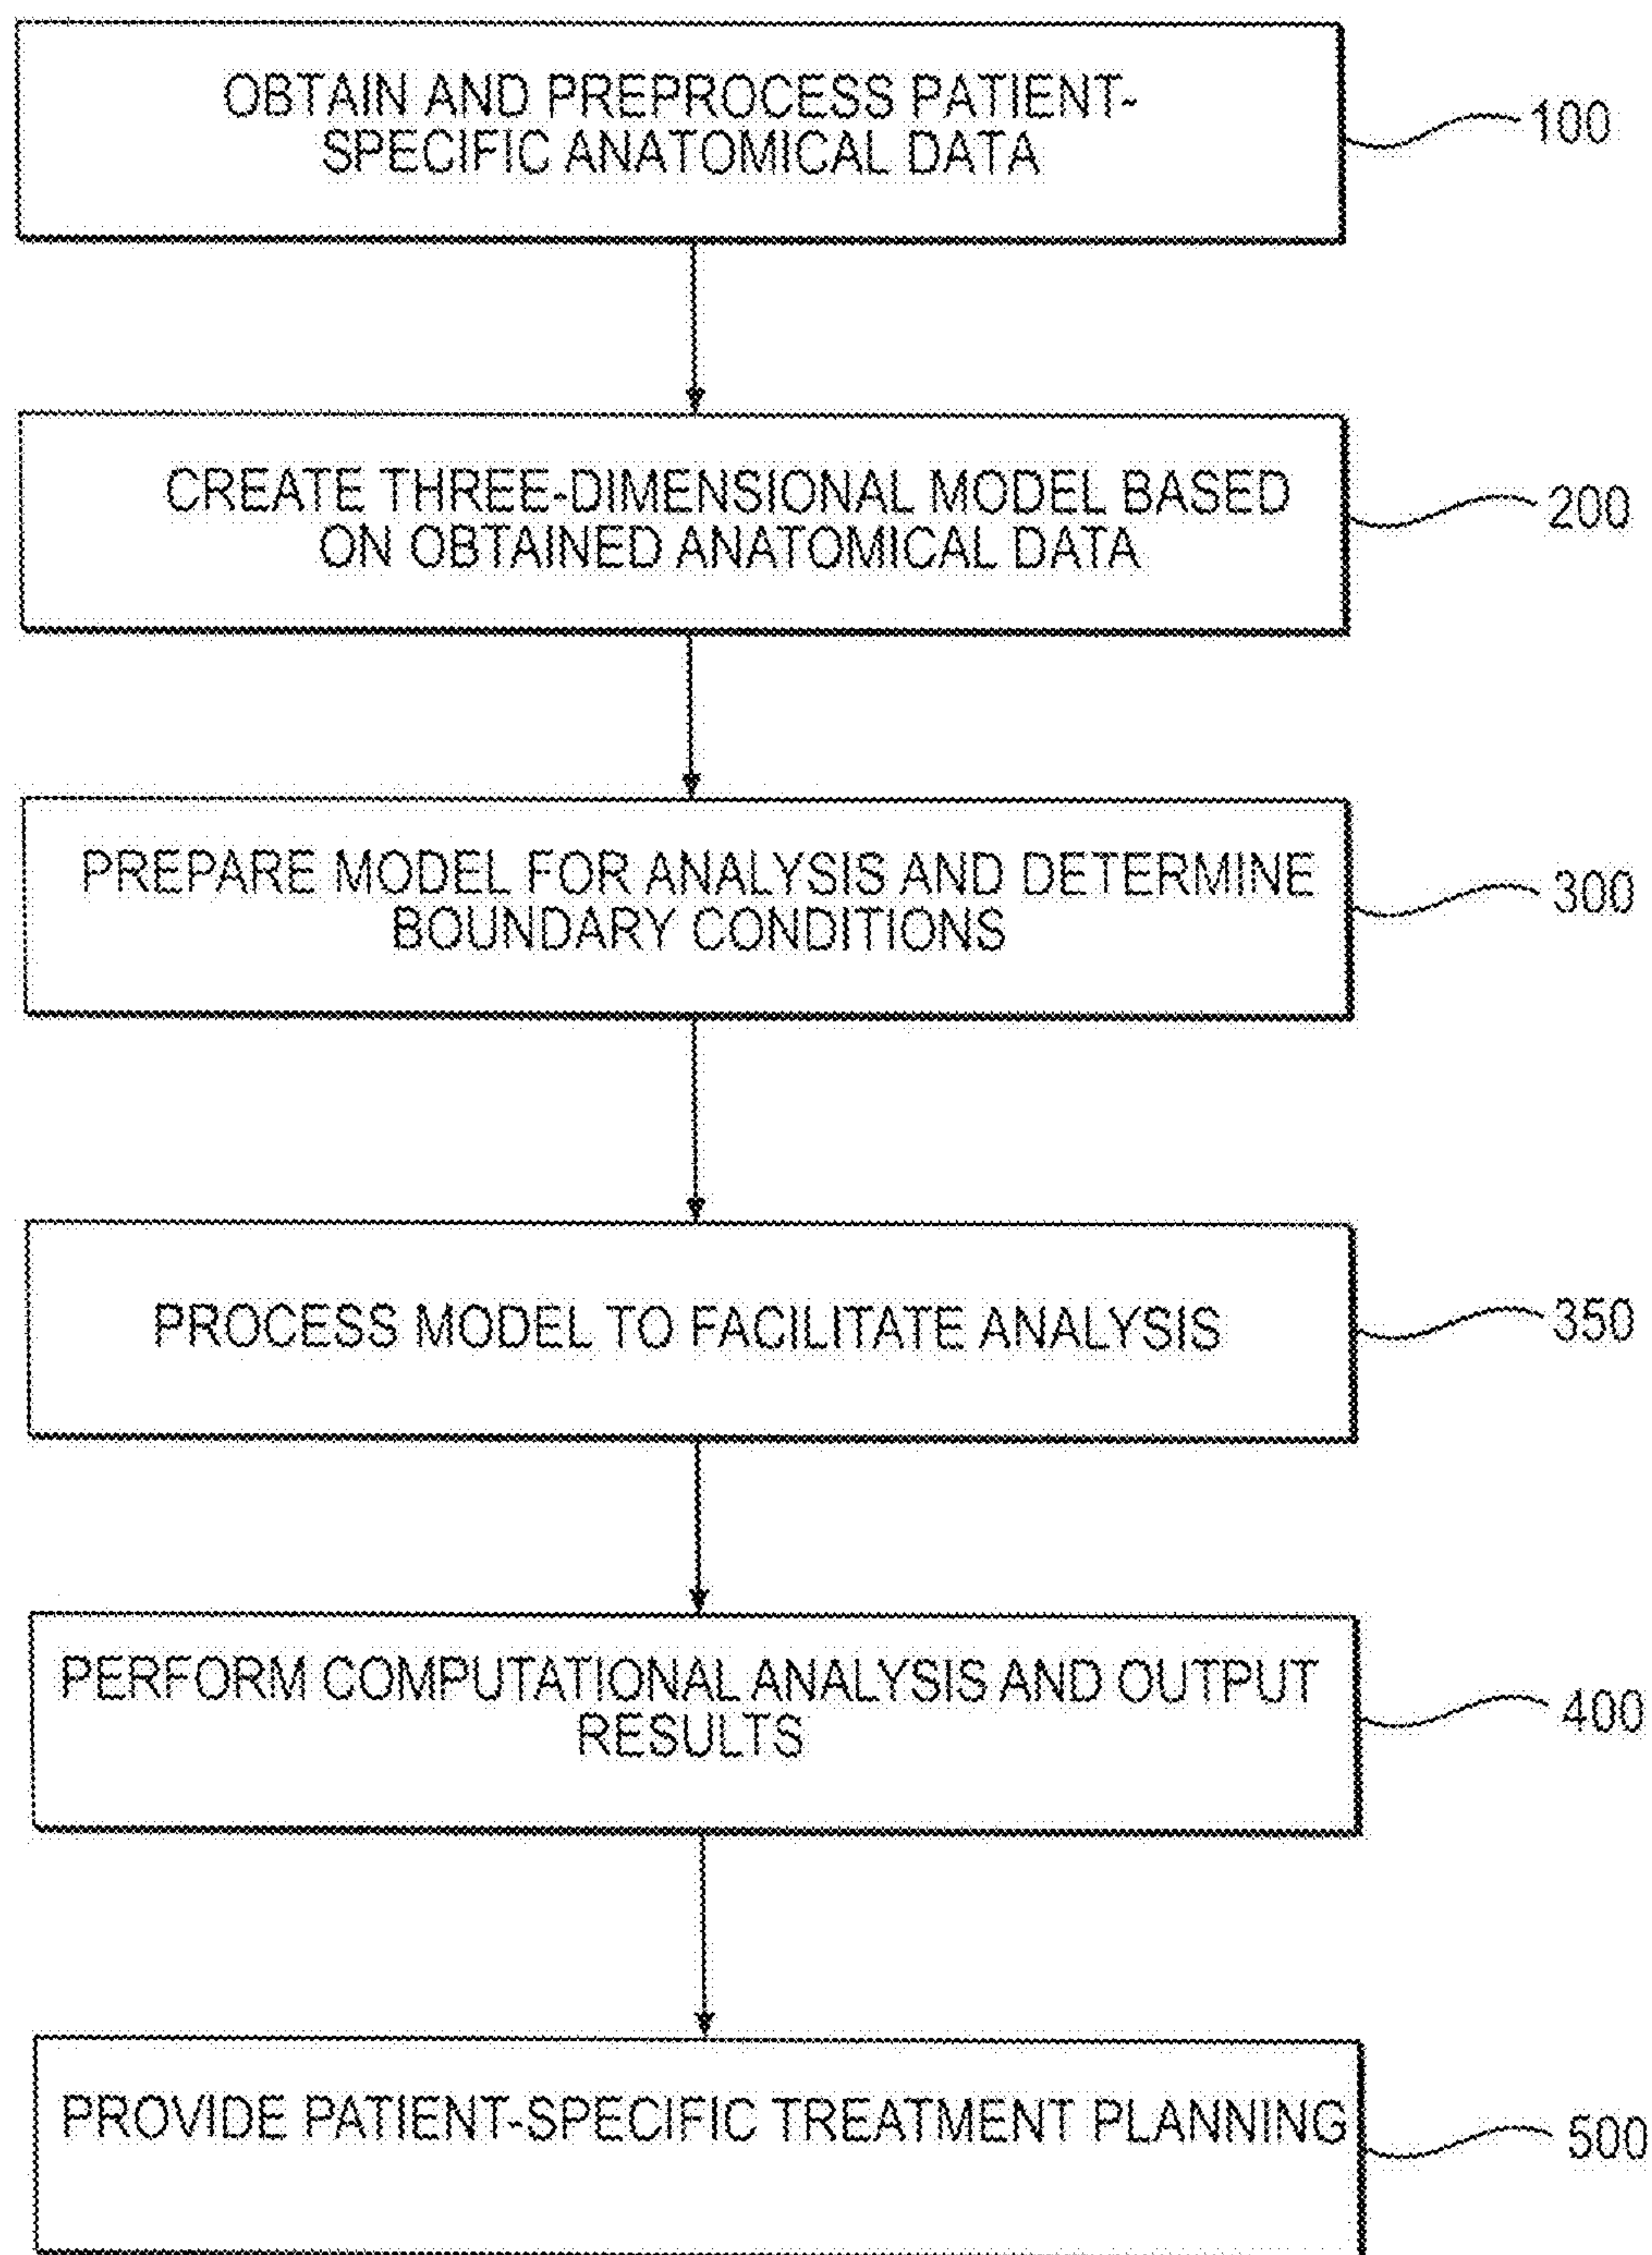 OBTAIN AND PREPROCESS PATIENT-
SPECIFIC ANATOMICAL DATA
100
CREATE THREE-DIMENSIONAL MODEL BASED
ON OBTAINED ANATOMICAL DATA
200
PREPARE MODEL FOR ANALYSIS AND DETERMINE
BOUNDARY CONDITIONS
300
PROCESS MODEL TO FACILITATE ANALYSIS
350
PERFORM COMPUTATIONAL ANALYSIS AND OUTPUT
RESULTS
400
PROVIDE PATIENT-SPECIFIC TREATMENT PLANNING
500